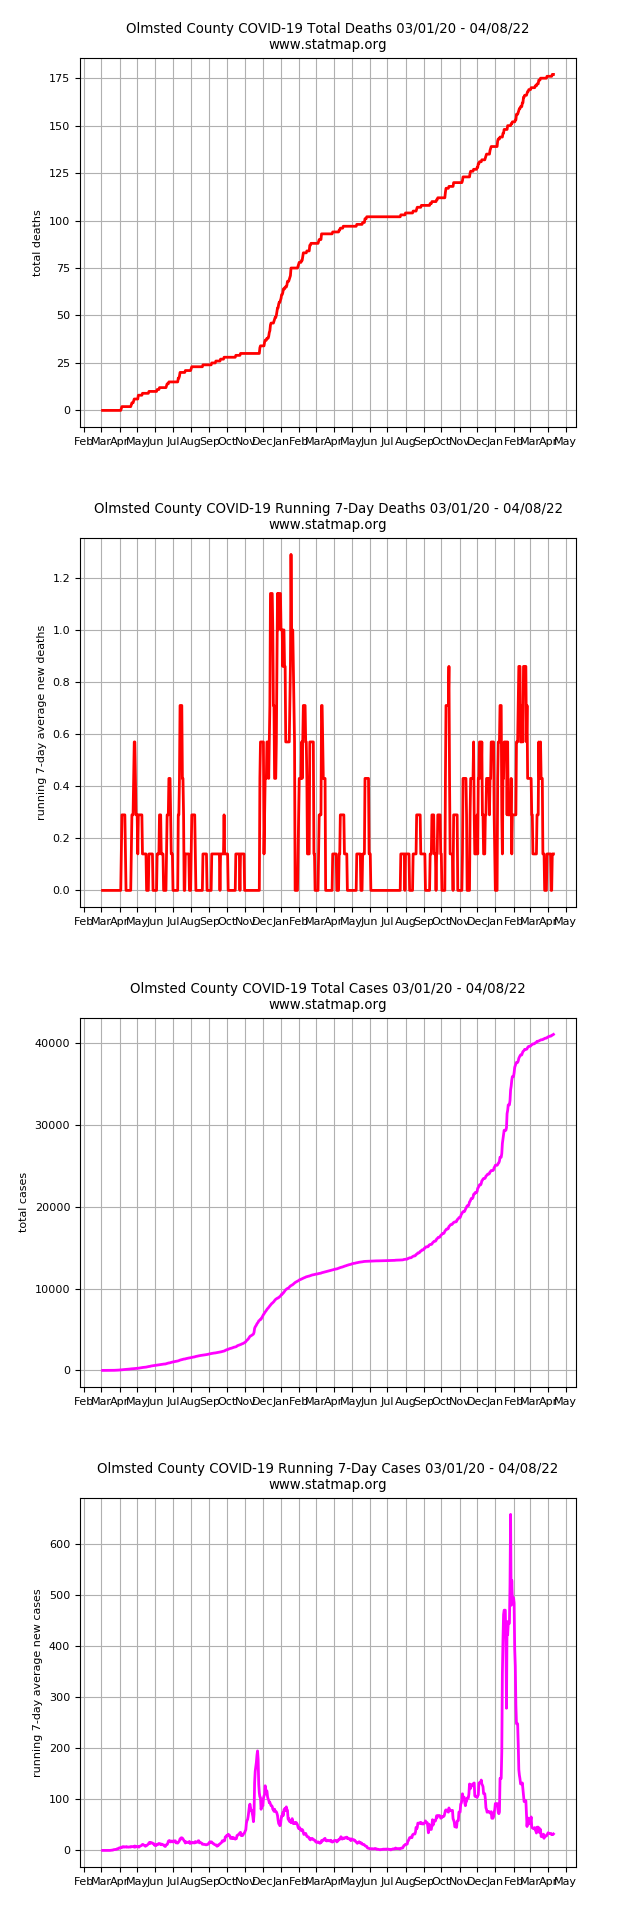 Olmsted County COVID-19 Total Deaths 03/01/20 - 04/08/22
www.statmap.org
175
150
125
100
75
50
25
0
total deaths
Feb Mar Apr May Jun Jul Aug Sep Oct Nov Dec Jan Feb Mar Apr May Jun Jul Aug Sep Oct Nov Dec Jan Feb Mar Apr May
Olmsted County COVID-19 Running 7-Day Deaths 03/01/20 - 04/08/22
www.statmap.org
1.2
1.0
0.8
0.6
0.4
0.2
0.0
running 7-day average new deaths
Feb Mar Apr May Jun Jul Aug Sep Oct Nov Dec Jan Feb Mar Apr May Jun Jul Aug Sep Oct Nov Dec Jan Feb Mar Apr May
Olmsted County COVID-19 Total Cases 03/01/20 - 04/08/22
www.statmap.org
40000
30000
20000
10000
0
total cases
Feb Mar Apr May Jun Jul Aug Sep Oct Nov Dec Jan Feb Mar Apr May Jun Jul Aug Sep Oct Nov Dec Jan Feb Mar Apr May
Olmsted County COVID-19 Running 7-Day Cases 03/01/20 - 04/08/22
www.statmap.org
600
500
400
300
200
100
0
running 7-day average new cases
Feb Mar Apr May Jun Jul Aug Sep Oct Nov Dec Jan Feb Mar Apr May Jun Jul Aug Sep Oct Nov Dec Jan Feb Mar Apr May